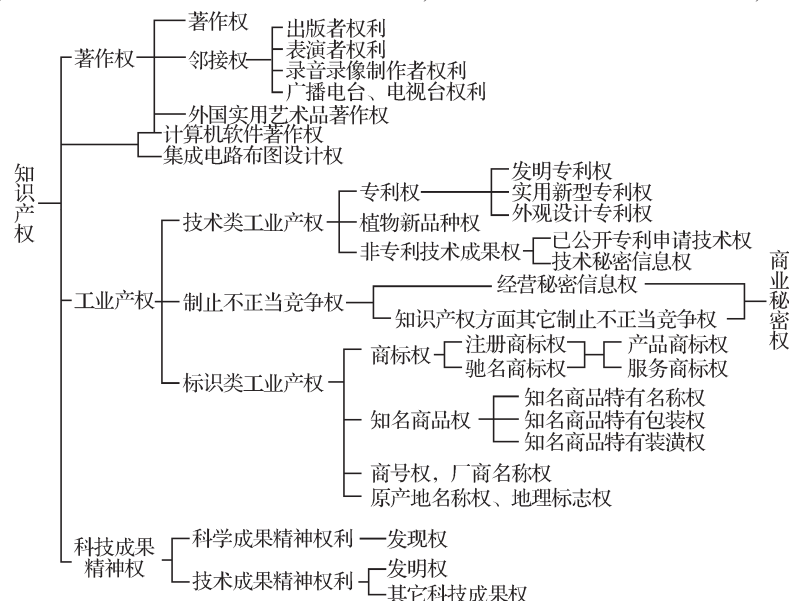 著作权
著作权
邻接权
出版者权利
表演者权利
录音录像制作者权利
广播电台、电视台权利
外国实用艺术品著作权
计算机软件著作权
集成电路布图设计权
知识产权
技术类工业产权
专利权
发明专利权
实用新型专利权
外观设计专利权
植物新品种权
非专利技术成果权
已公开专利申请技术权
技术秘密信息权
工业产权
制止不正当竞争权
经营秘密信息权
知识产权方面其它制止不正当竞争权
商业秘密权
标识类工业产权
商标权
注册商标权
驰名商标权
产品商标权
服务商标权
知名商品权
知名商品特有名称权
知名商品特有包装权
知名商品特有装潢权
商号权，厂商名称权
原产地名称权、地理标志权
科技成果
精神权
科学成果精神权利
发现权
技术成果精神权利
发明权
其它科技成果权